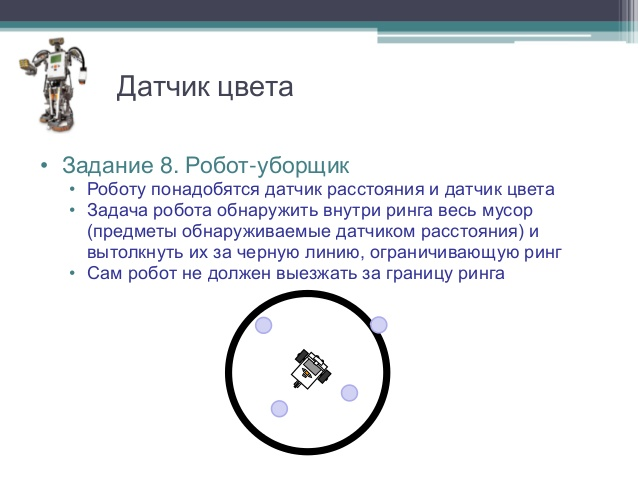 Датчик цвета
• Задание 8. Робот-уборщик
• Роботу понадобятся датчик расстояния и датчик цвета
• Задача робота обнаружить внутри ринга весь мусор
(предметы обнаруживаемые датчиком расстояния) и
вытолкнуть их за черную линию, ограничивающую ринг
• Сам робот не должен выезжать за границу ринга